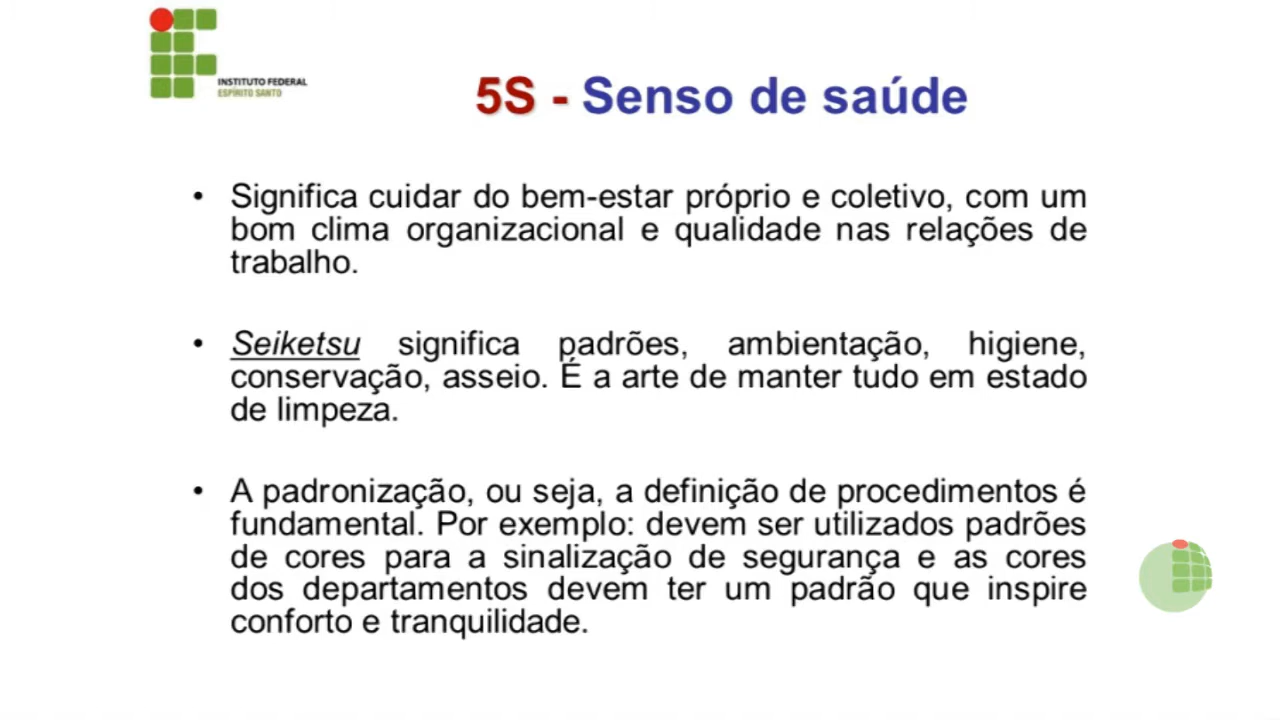 INSTITUTO FEDERAL
ESPÍRITO SANTO
5S - Senso de saúde
• Significa cuidar do bem-estar próprio e coletivo, com um
bom clima organizacional e qualidade nas relações de
trabalho.
• Seiketsu significa padrões, ambientação, higiene,
conservação, asseio. É a arte de manter tudo em estado
de limpeza.
• A padronização, ou seja, a definição de procedimentos é
fundamental. Por exemplo: devem ser utilizados padrões
de cores para a sinalização de segurança e as cores
dos departamentos devem ter um padrão que inspire
conforto e tranquilidade.